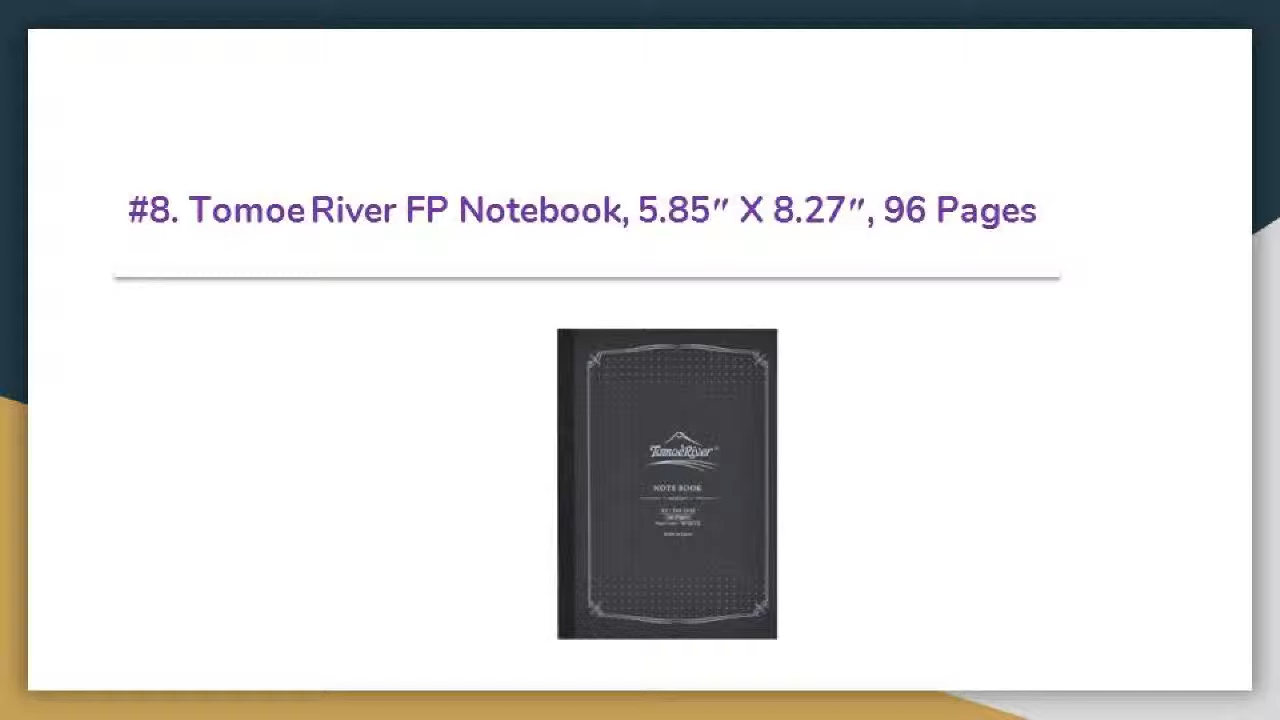 #8. Tomoe River FP Notebook, 5.85″ X 8.27″, 96 Pages
TomoeRiver
NOTE BOOK